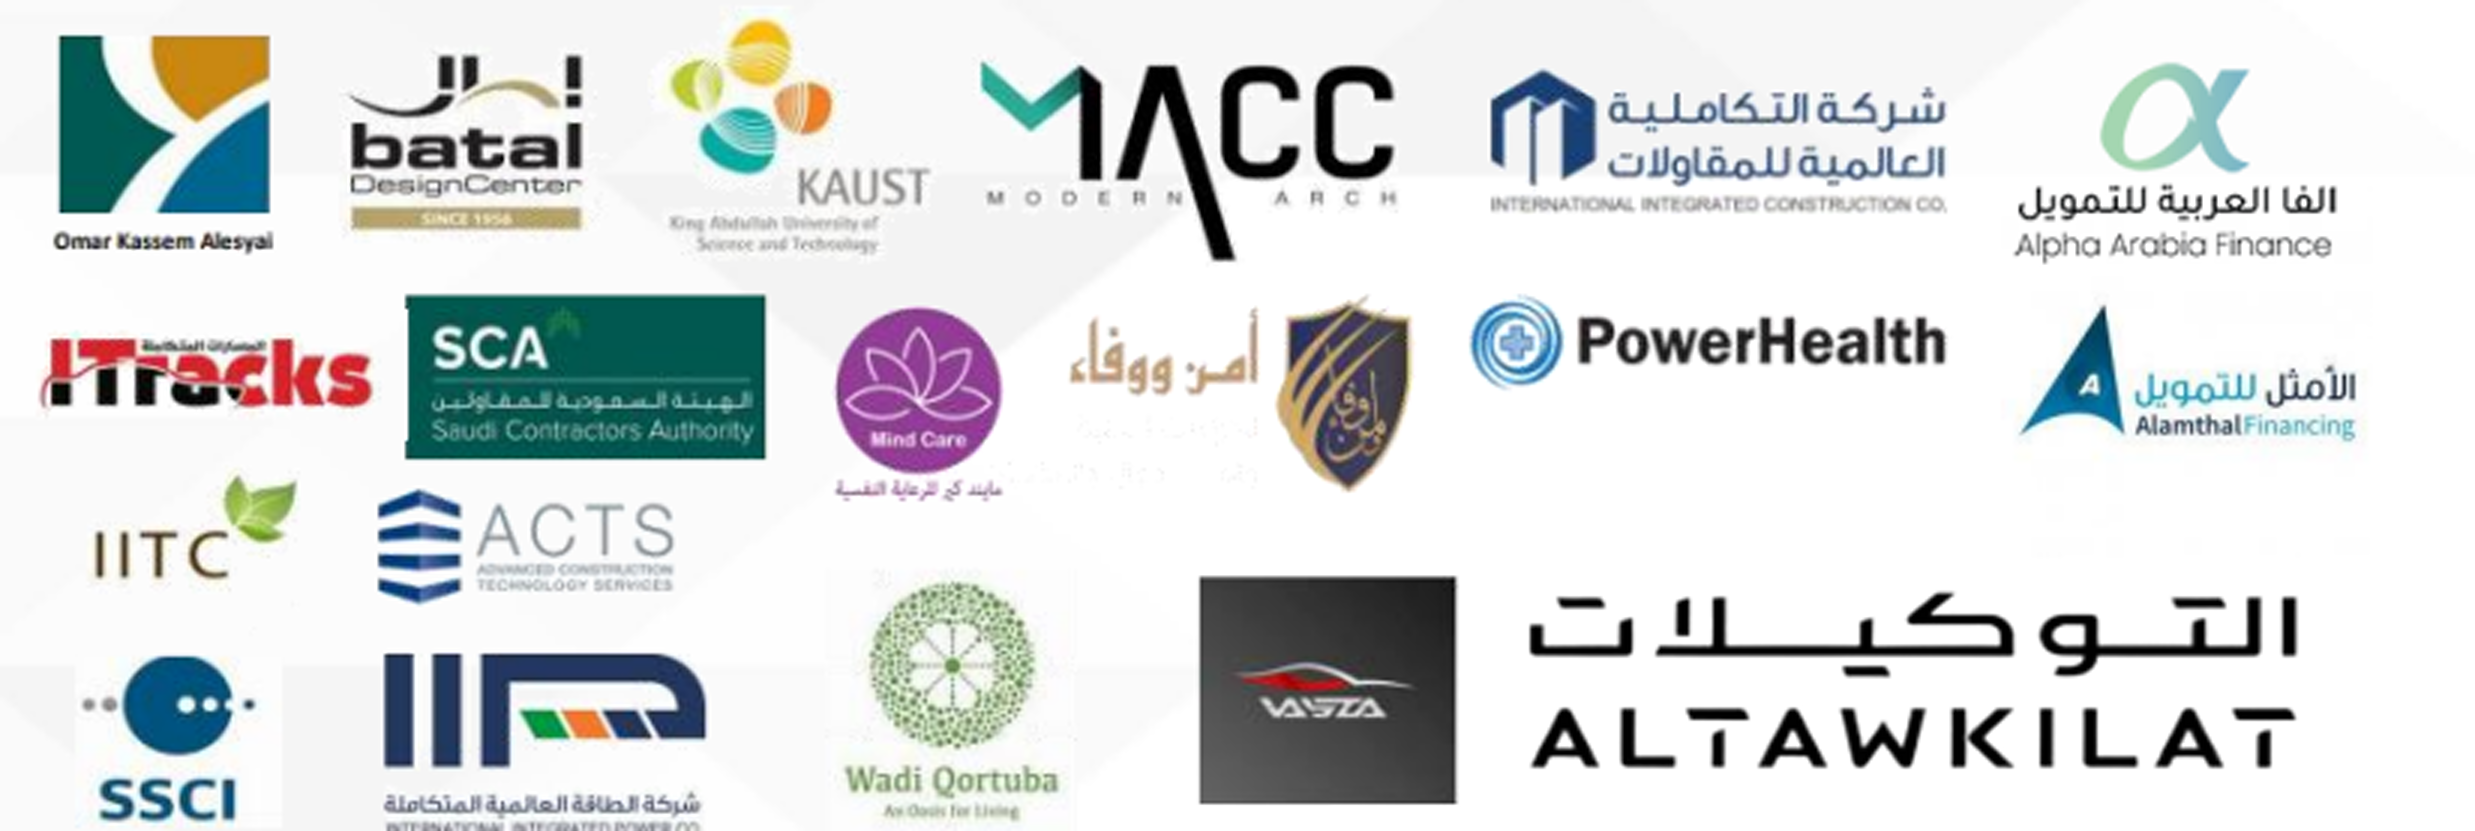 Omar Kassem Alesyai
batal
DesignCenter
SINCE 1956
KAUST
King Abdullah University of
Science and Technology
MACC
MODERN ARCH
شركة التكاملية
العالمية للمقاولات
INTERNATIONAL INTEGRATED CONSTRUCTION CO.
α
الفا العربية للتمويل
Alpha Arabia Finance
المسارات المتكاملة
ITracks
SCA
الهيئة السعودية للمقاولين
Saudi Contractors Authority
Mind Care
مايند كير للرعاية النفسية
أمن ووفاء
PowerHealth
A
الأمثل للتمويل
AlamthalFinancing
IITC
ACTS
ADVANCED CONSTRUCTION
TECHNOLOGY SERVICES
SSCI
شركة الطاقة العالمية المتكاملة
INTERNATIONAL INTEGRATED POWER CO.
Wadi Qortuba
An Oasis for Living
VASTA
التوكيلات
ALTAWKILAT